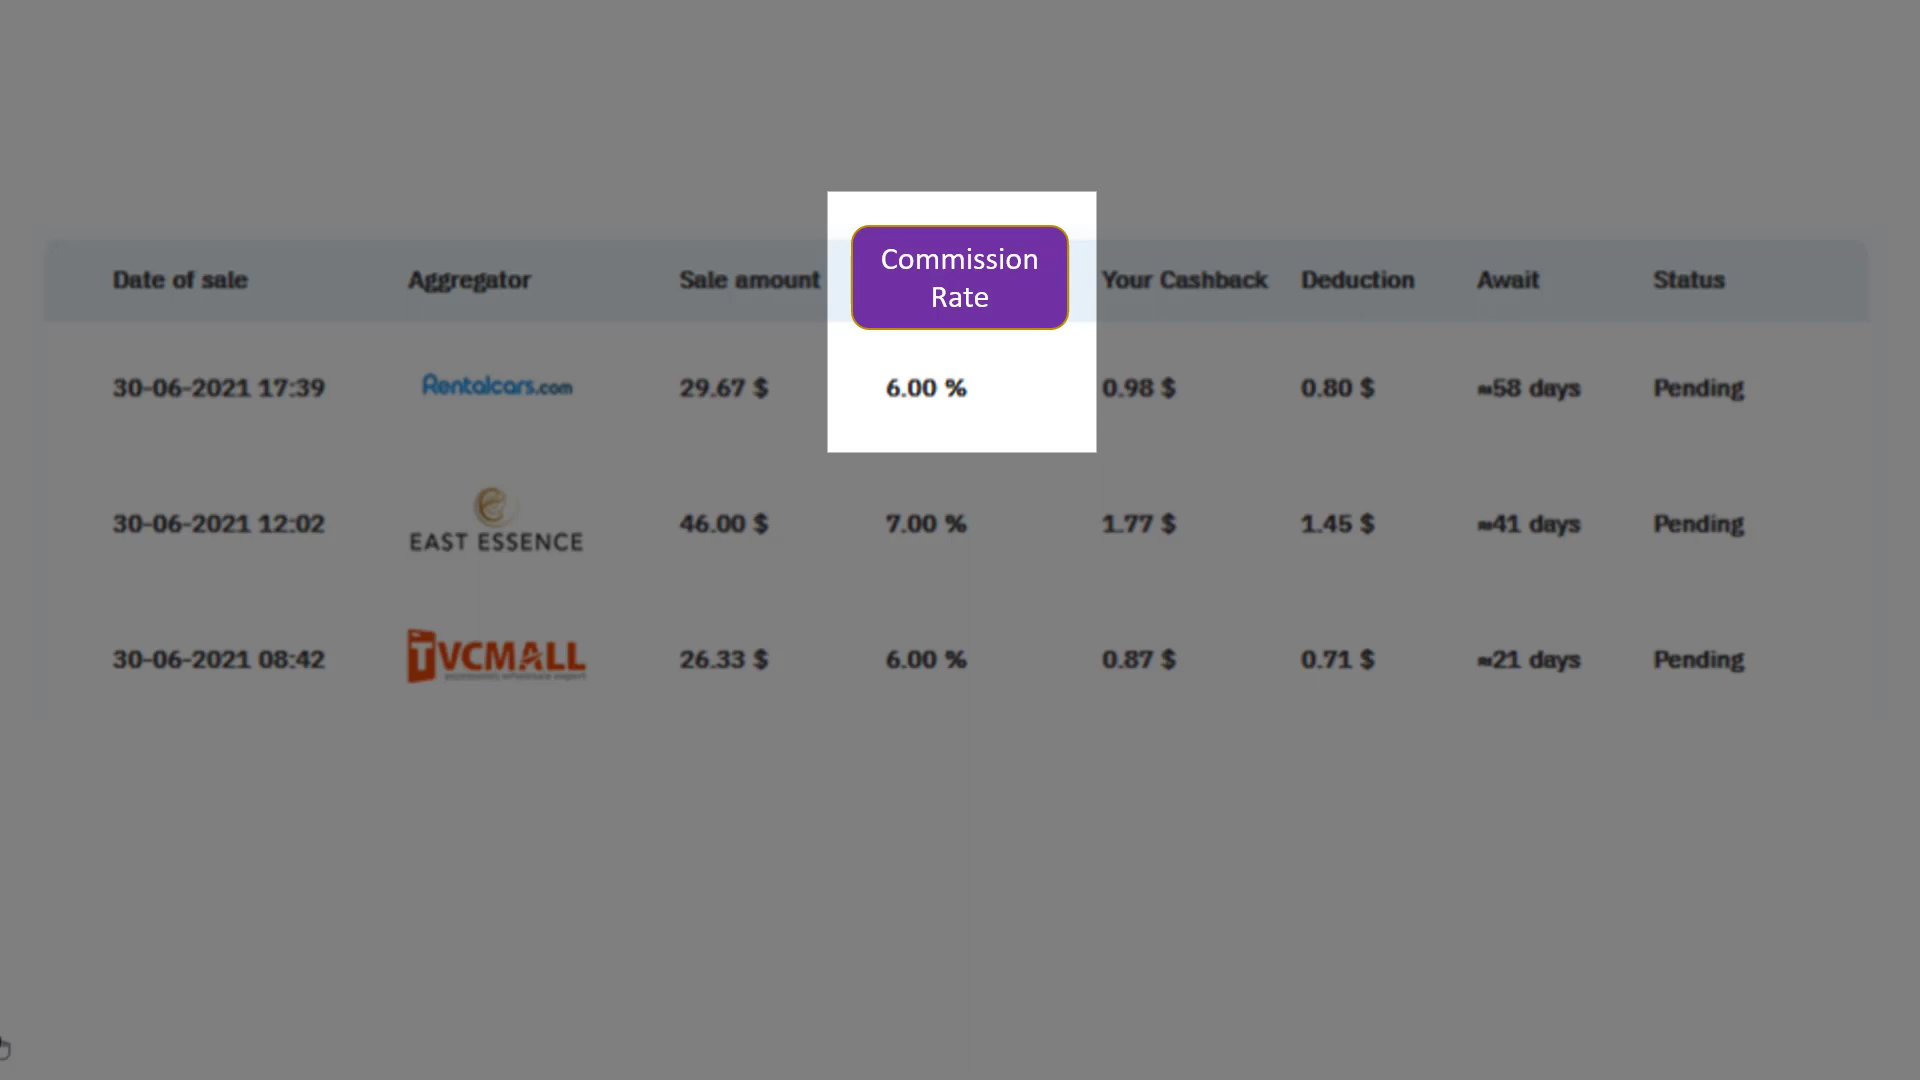 Commission
Rate
Date of sale Aggregator Sale amount Your Cashback Deduction Await Status
30-06-2021 17:39 Rentalcars.com 29.67 $ 6.00 % 0.98 $ 0.80 $ ≈58 days Pending
30-06-2021 12:02 EAST ESSENCE 46.00 $ 7.00 % 1.77 $ 1.45 $ ≈41 days Pending
30-06-2021 08:42 TVCMALL 26.33 $ 6.00 % 0.87 $ 0.71 $ ≈21 days Pending